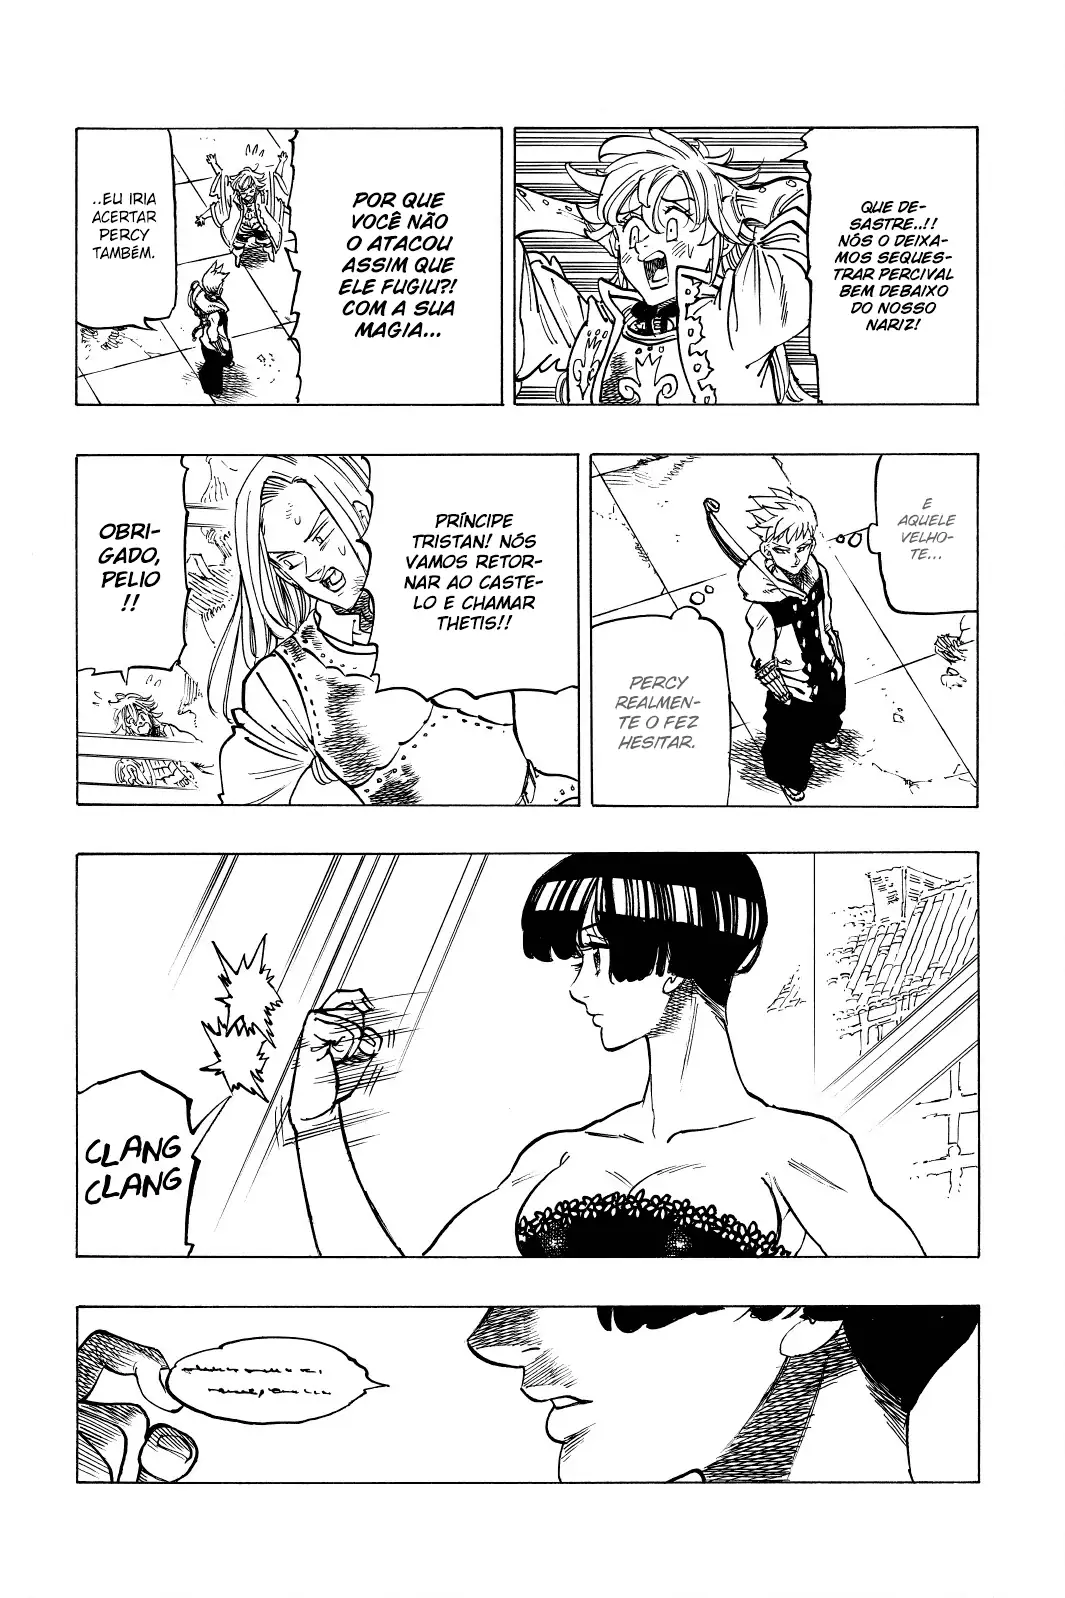 QUE DE-
SASTRE..!!
NÓS O DEIXA-
MOS SEQUES-
TRAR PERCIVAL
BEM DEBAIXO
DO NOSSO
NARIZ!
POR QUE
VOCÊ NÃO
O ATACOU
ASSIM QUE
ELE FUGIU?!
COM A SUA
MAGIA...
..EU IRIA
ACERTAR
PERCY
TAMBÉM.
E
AQUELE
VELHO-
TE...
PERCY
REALMEN-
TE O FEZ
HESITAR.
PRÍNCIPE
TRISTAN! NÓS
VAMOS RETOR-
NAR AO CASTE-
LO E CHAMAR
THETIS!!
OBRI-
GADO,
PELIO
!!
CLANG
CLANG